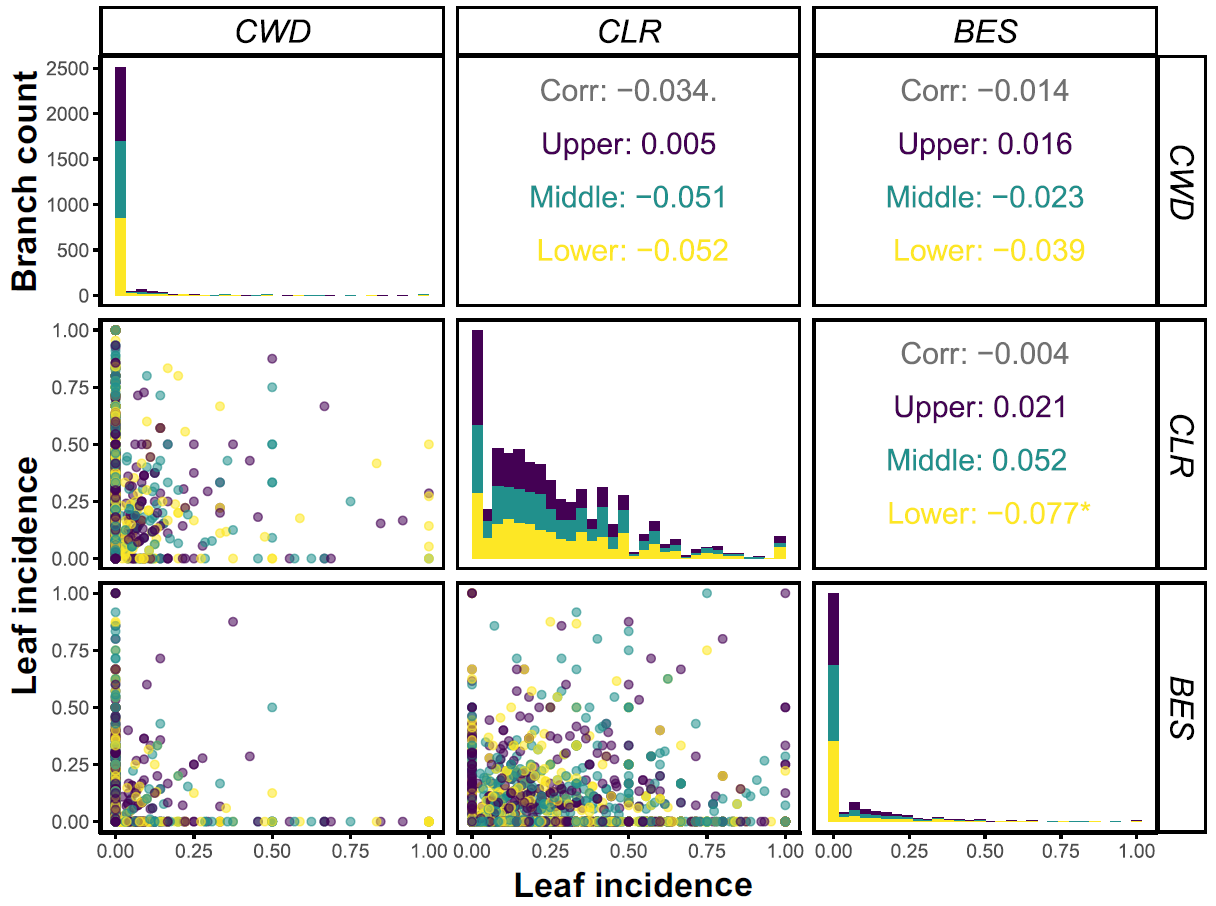 CWD CLR BES
Branch count
2500
2000
1500
1000
500
0
Corr: −0.034.
Upper: 0.005
Middle: −0.051
Lower: −0.052
Corr: −0.014
Upper: 0.016
Middle: −0.023
Lower: −0.039
CWD
Leaf incidence
1.00
0.75
0.50
0.25
0.00
Corr: −0.004
Upper: 0.021
Middle: 0.052
Lower: −0.077*
CLR
Leaf incidence
1.00
0.75
0.50
0.25
0.00
BES
0.00 0.25 0.50 0.75 1.00 0.00 0.25 0.50 0.75 1.00 0.00 0.25 0.50 0.75 1.00
Leaf incidence